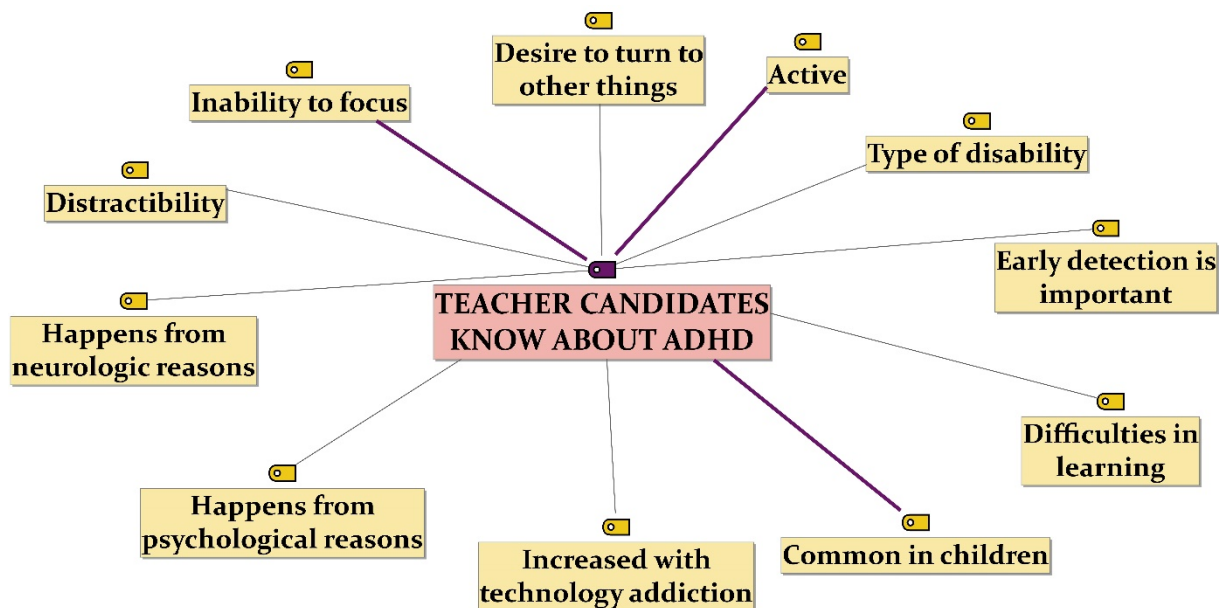 Desire to turn to
other things
Active
Inability to focus
Type of disability
Distractibility
Early detection is
important
TEACHER CANDIDATES
KNOW ABOUT ADHD
Happens from
neurologic reasons
Difficulties in
learning
Happens from
psychological reasons
Increased with
technology addiction
Common in children